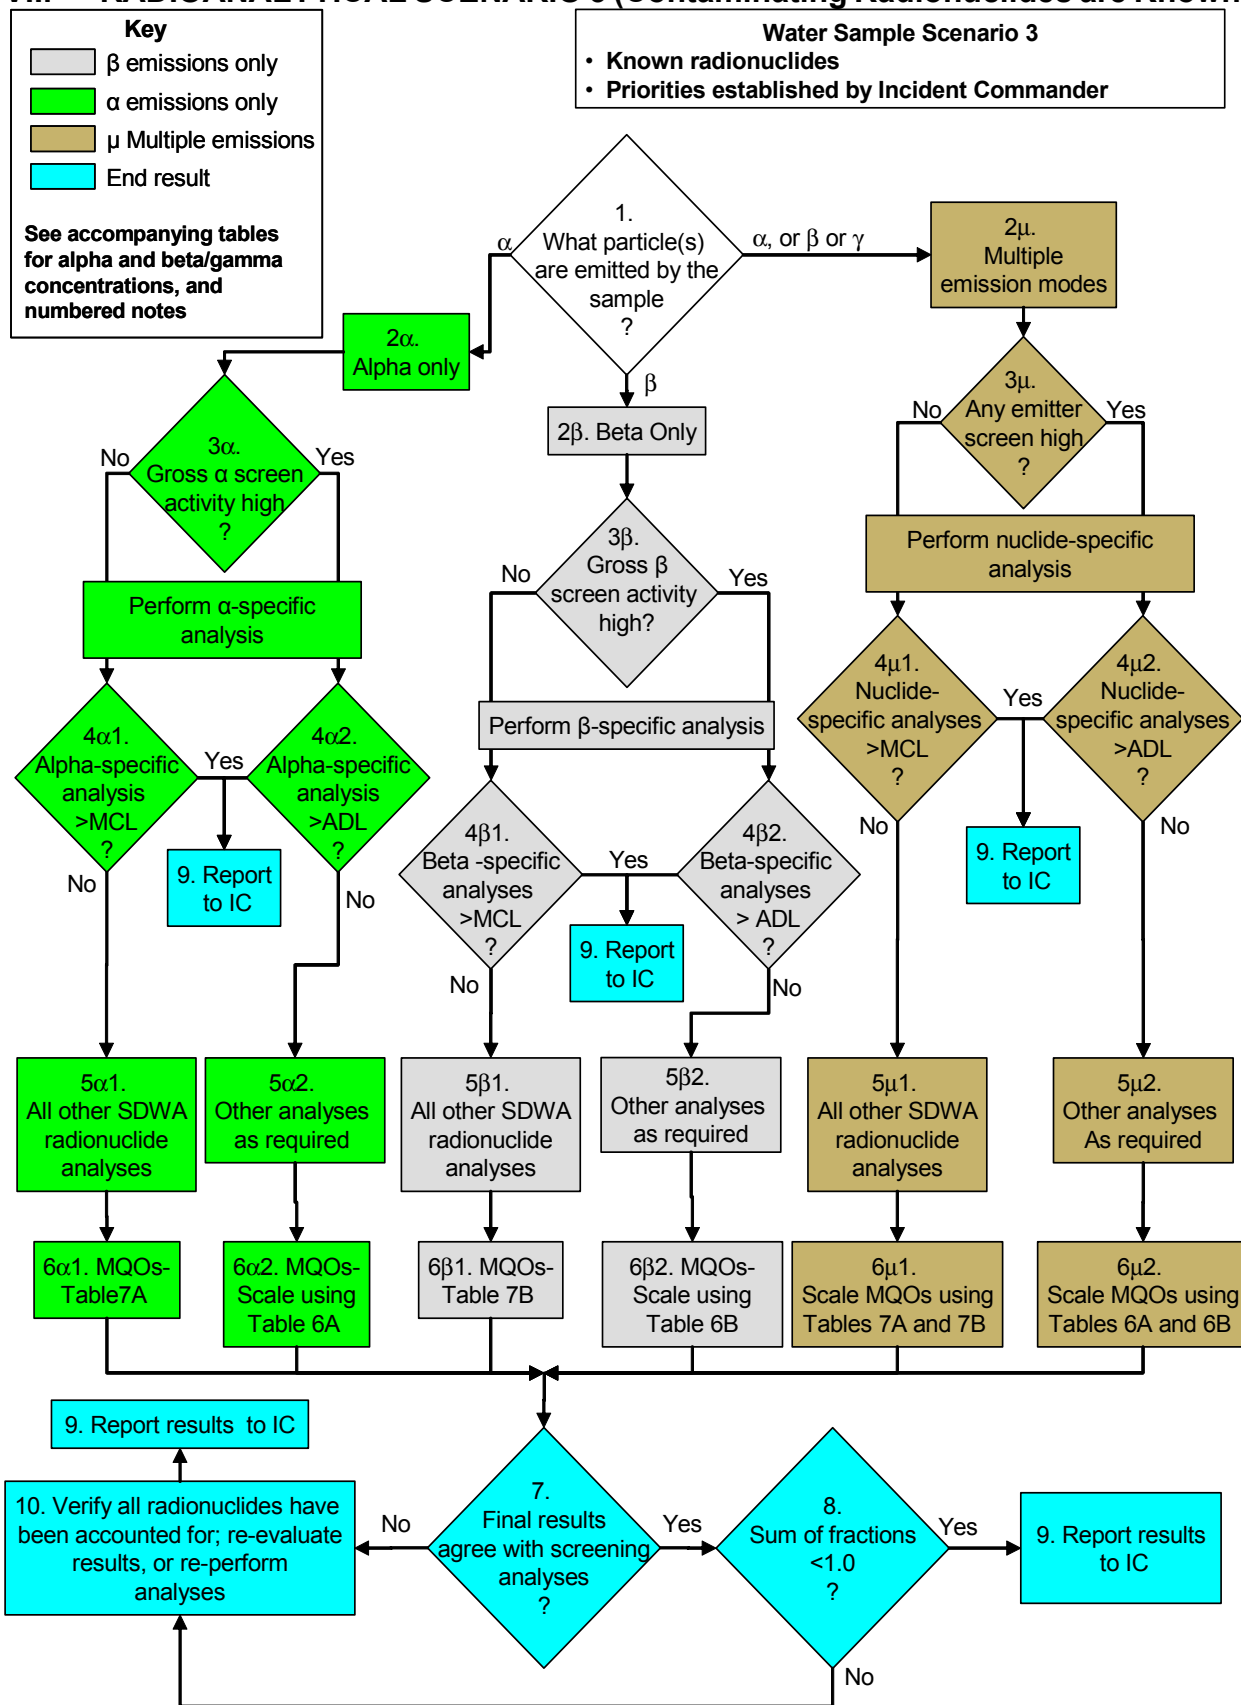 VII. RADIOANALYTICAL SCENARIO 3 (Contaminating Radionuclides are Known
Key
β emissions only
α emissions only
μ Multiple emissions
End result
See accompanying tables
for alpha and beta/gamma
concentrations, and
numbered notes
Water Sample Scenario 3
• Known radionuclides
• Priorities established by Incident Commander
1.
What particle(s)
are emitted by the
sample
?
α
α, or β or γ
β
2α.
Alpha only
2β. Beta Only
2μ.
Multiple
emission modes
3α.
Gross α screen
activity high
?
No
Yes
3β.
Gross β
screen activity
high?
No
Yes
3μ.
Any emitter
screen high
?
No
Yes
Perform α-specific
analysis
Perform β-specific analysis
Perform nuclide-specific
analysis
4α1.
Alpha-specific
analysis
>MCL
?
Yes
4α2.
Alpha-specific
analysis
>ADL
?
No
No
9. Report
to IC
4β1.
Beta -specific
analyses
>MCL
?
Yes
4β2.
Beta-specific
analyses
> ADL
?
No
No
9. Report
to IC
4μ1.
Nuclide-
specific analyses
>MCL
?
Yes
4μ2.
Nuclide-
specific analyses
>ADL
?
No
No
9. Report
to IC
5α1.
All other SDWA
radionuclide
analyses
5α2.
Other analyses
as required
5β1.
All other SDWA
radionuclide
analyses
5β2.
Other analyses
as required
5μ1.
All other SDWA
radionuclide
analyses
5μ2.
Other analyses
As required
6α1. MQOs-
Table7A
6α2. MQOs-
Scale using
Table 6A
6β1. MQOs-
Table 7B
6β2. MQOs-
Scale using
Table 6B
6μ1.
Scale MQOs using
Tables 7A and 7B
6μ2.
Scale MQOs using
Tables 6A and 6B
9. Report results to IC
10. Verify all radionuclides have
been accounted for; re-evaluate
results, or re-perform
analyses
No
7.
Final results
agree with screening
analyses
?
Yes
8.
Sum of fractions
<1.0
?
Yes
No
9. Report results
to IC